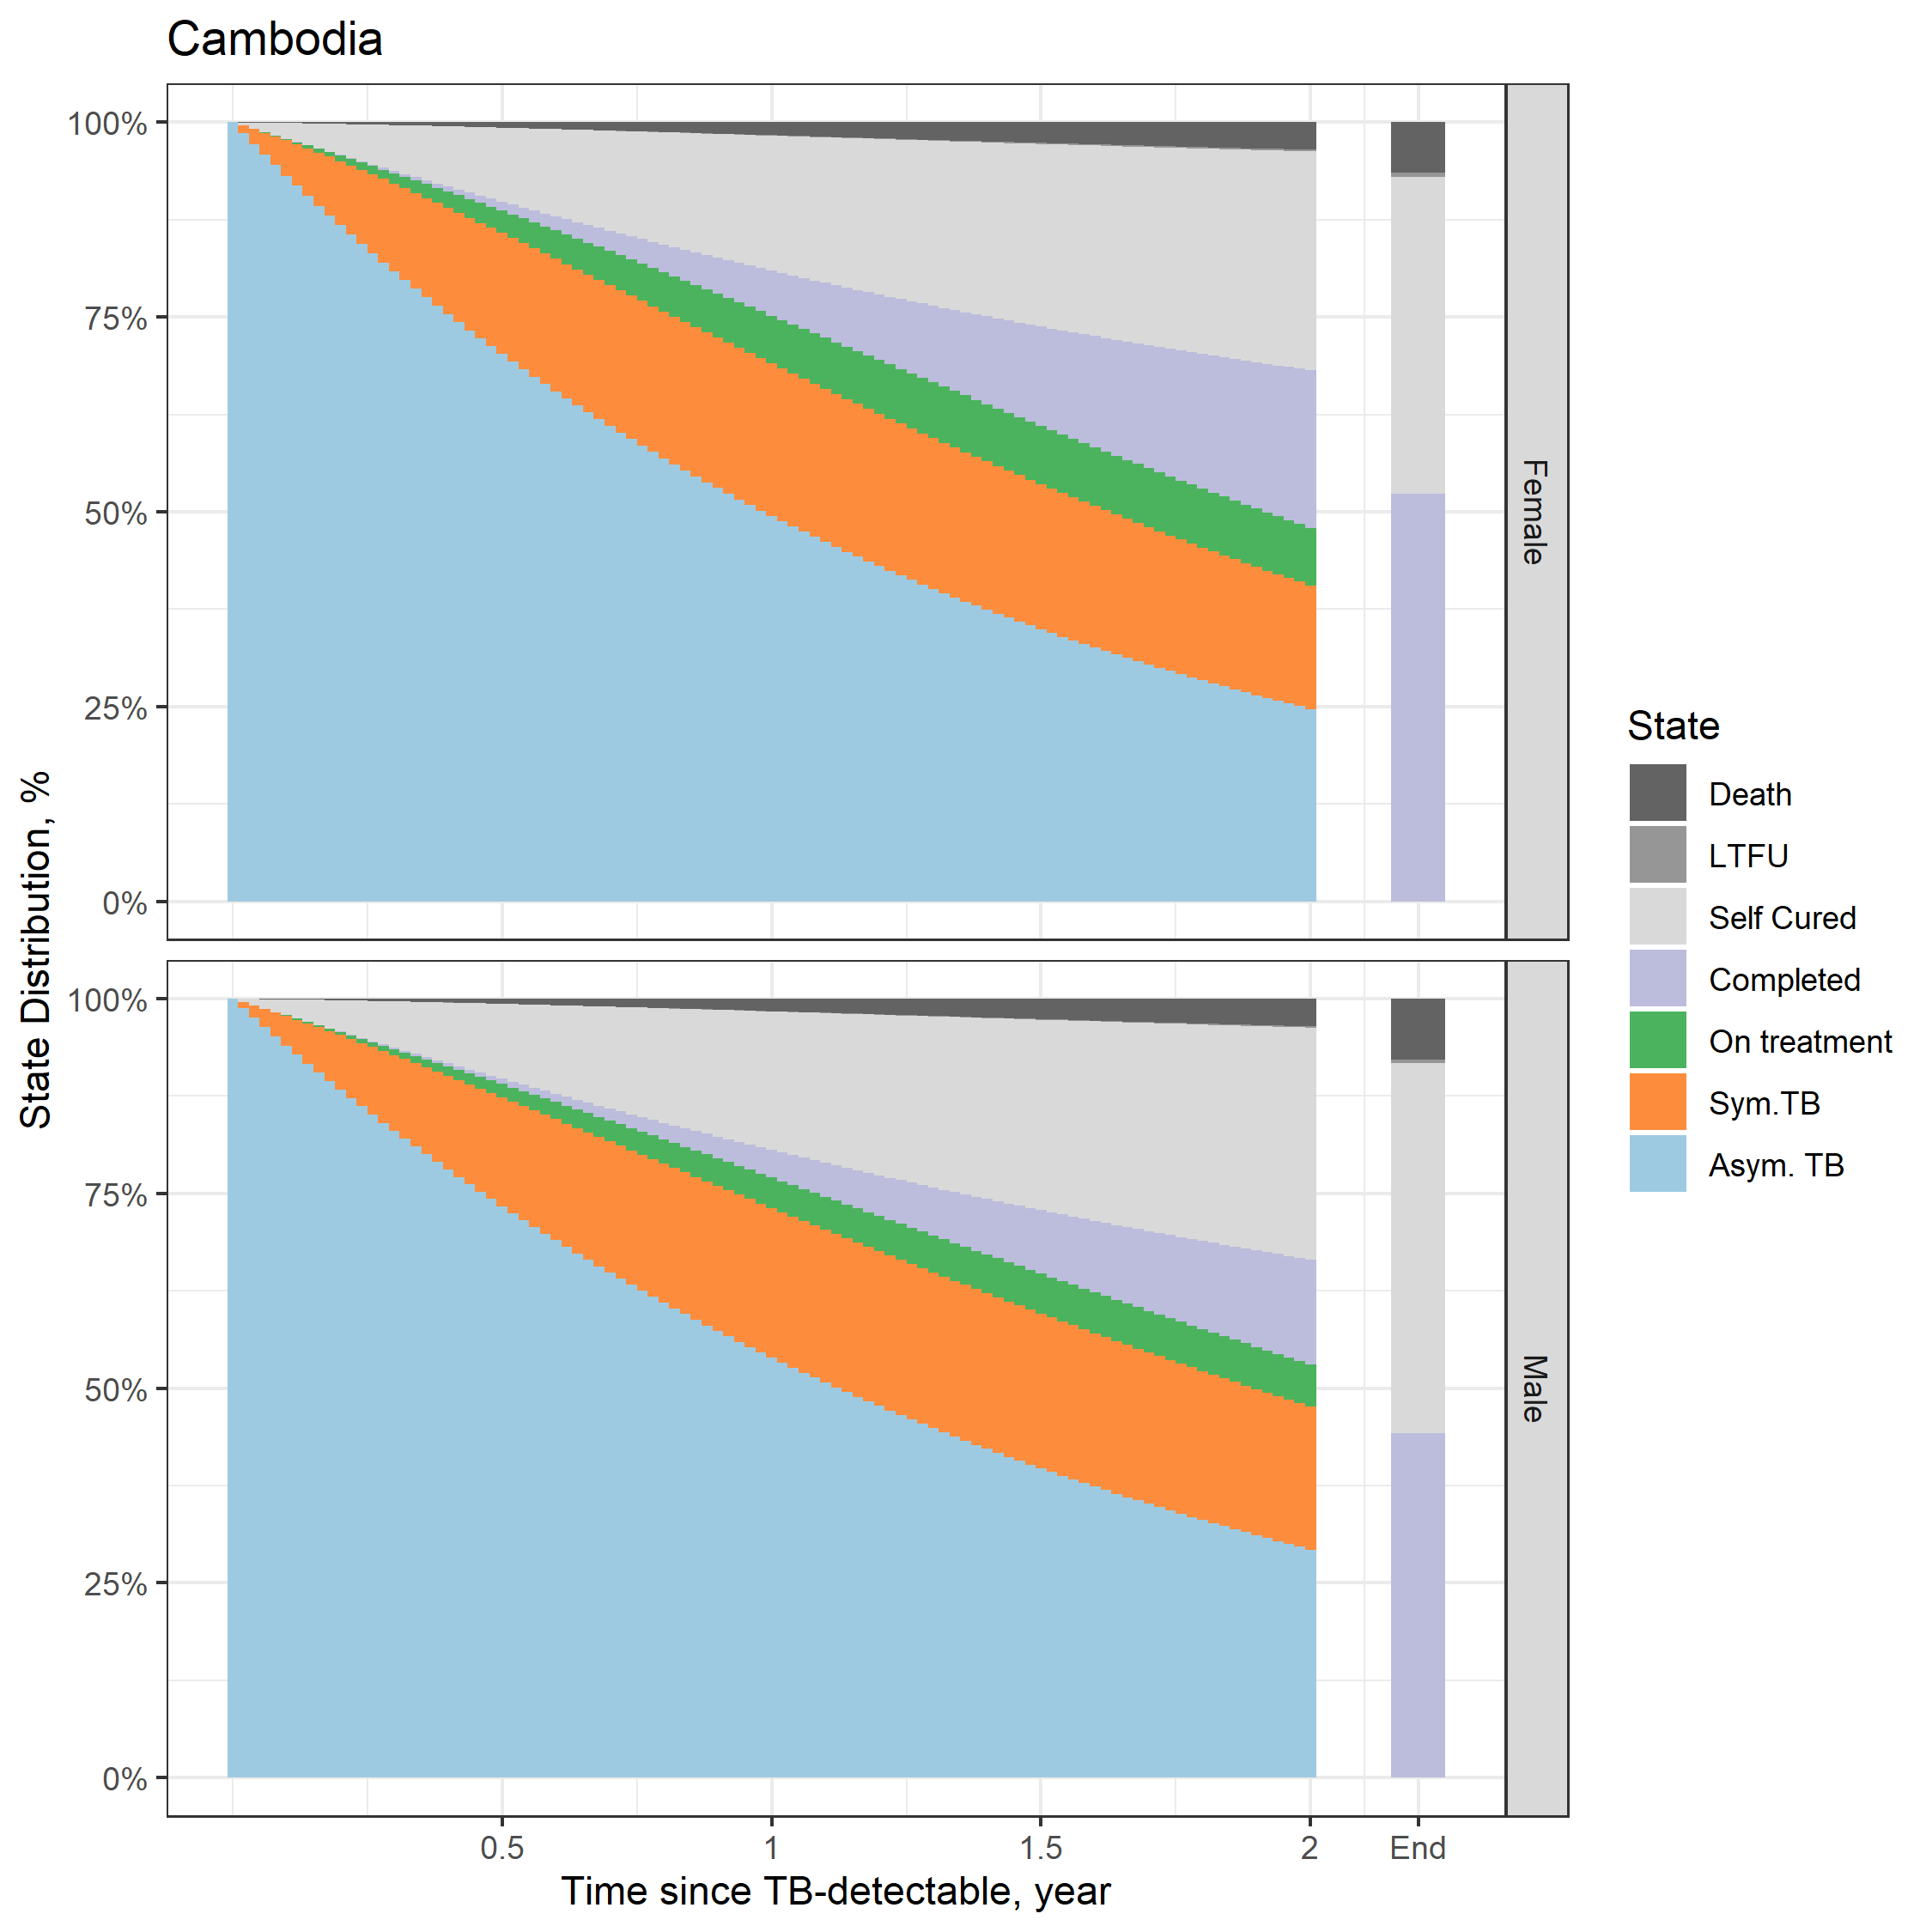 Cambodia
State Distribution, %
100%
75%
50%
25%
0%
Female
100%
75%
50%
25%
0%
Male
0.5
1
1.5
2
End
Time since TB-detectable, year
State
Death
LTFU
Self Cured
Completed
On treatment
Sym.TB
Asym. TB